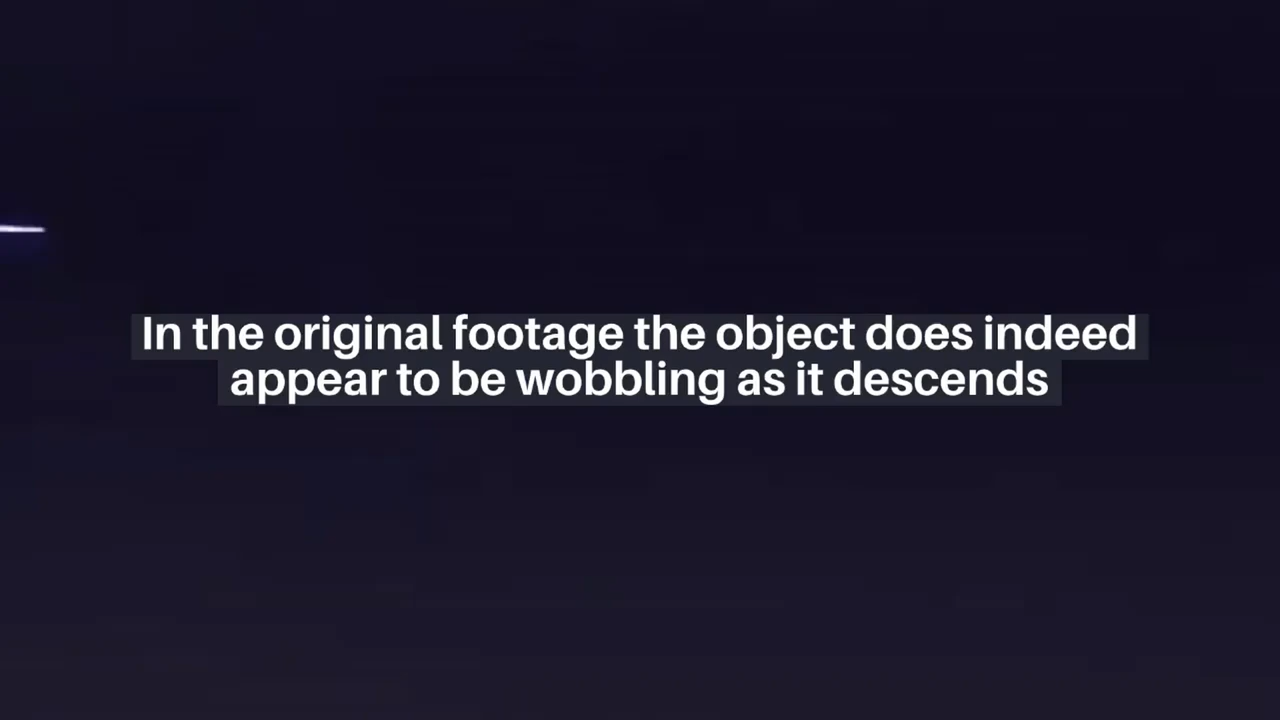 In the original footage the object does indeed
appear to be wobbling as it descends